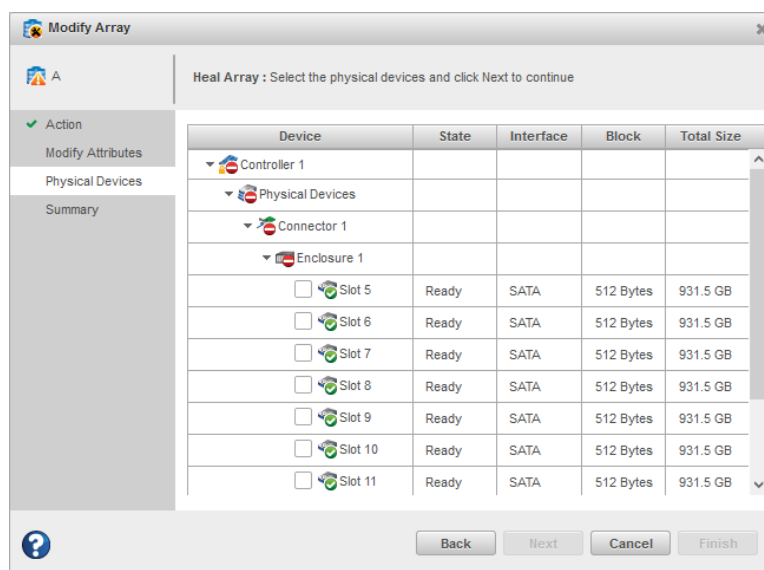 Modify Array
A
Heal Array : Select the physical devices and click Next to continue
Action
Modify Attributes
Physical Devices
Summary
Device State Interface Block Total Size
Controller 1
Physical Devices
Connector 1
Enclosure 1
Slot 5 Ready SATA 512 Bytes 931.5 GB
Slot 6 Ready SATA 512 Bytes 931.5 GB
Slot 7 Ready SATA 512 Bytes 931.5 GB
Slot 8 Ready SATA 512 Bytes 931.5 GB
Slot 9 Ready SATA 512 Bytes 931.5 GB
Slot 10 Ready SATA 512 Bytes 931.5 GB
Slot 11 Ready SATA 512 Bytes 931.5 GB
? Back Next Cancel Finish